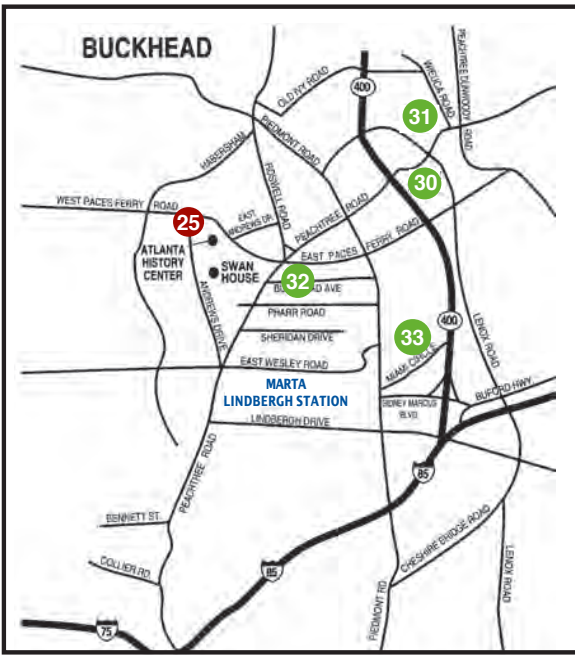 BUCKHEAD
OLD IVY ROAD
400
WIEUCA ROAD
PEACHTREE DUNWOODY
ROAD
31
HABERSHAM
PIEDMONT ROAD
ROSWELL ROAD
30
WEST PACES FERRY ROAD
25
EAST
ANDREWS DR.
PEACHTREE ROAD
EAST PACES FERRY ROAD
ATLANTA
HISTORY
CENTER
SWAN
HOUSE
32
AVE
ANDREWS DRIVE
PHARR ROAD
SHERIDAN DRIVE
33
400
LENOX ROAD
MIAMI CIRCLE
EAST WESLEY ROAD
MARTA
LINDBERGH STATION
SIDNEY MARCUS
BLVD.
BUFORD HWY.
LINDBERGH DRIVE
PEACHTREE ROAD
85
BENNETT ST.
CHESHIRE BRIDGE ROAD
COLLIER RD.
85
LENOX ROAD
75
PIEDMONT RD.